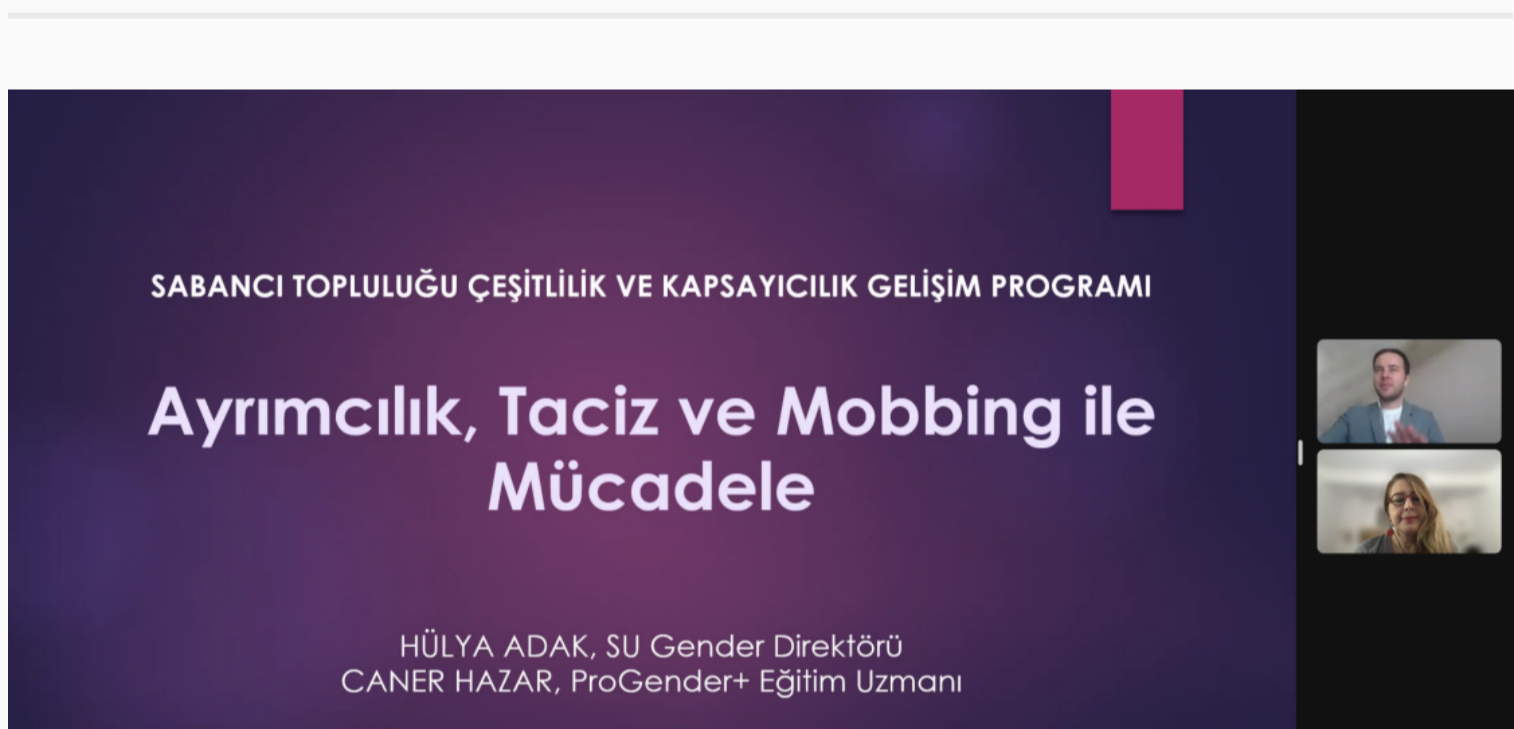 SABANCI TOPLULUĞU ÇEŞİTLİLİK VE KAPSAYICILIK GELİŞİM PROGRAMI
Ayrımcılık, Taciz ve Mobbing ile
Mücadele
HÜLYA ADAK, SU Gender Direktörü
CANER HAZAR, ProGender+ Eğitim Uzmanı